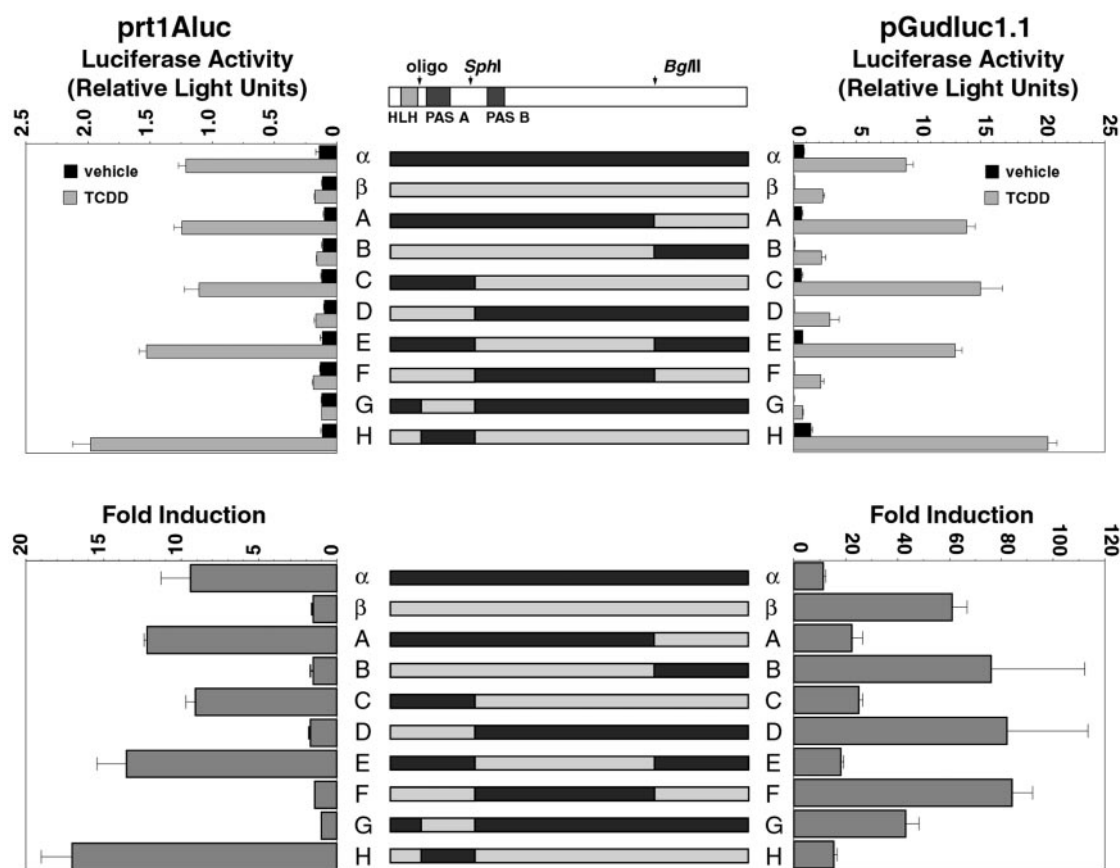 prt1Aluc
Luciferase Activity
(Relative Light Units)
2.5 2.0 1.5 1.0 0.5 0
vehicle
TCDD
oligo SphI BglII
HLH PAS A PAS B
α
β
A
B
C
D
E
F
G
H
pGudluc1.1
Luciferase Activity
(Relative Light Units)
0 5 10 15 20 25
α
β
A
B
C
D
E
F
G
H
vehicle
TCDD
Fold Induction
20 15 10 5 0
α
β
A
B
C
D
E
F
G
H
Fold Induction
0 20 40 60 80 100 120
α
β
A
B
C
D
E
F
G
H